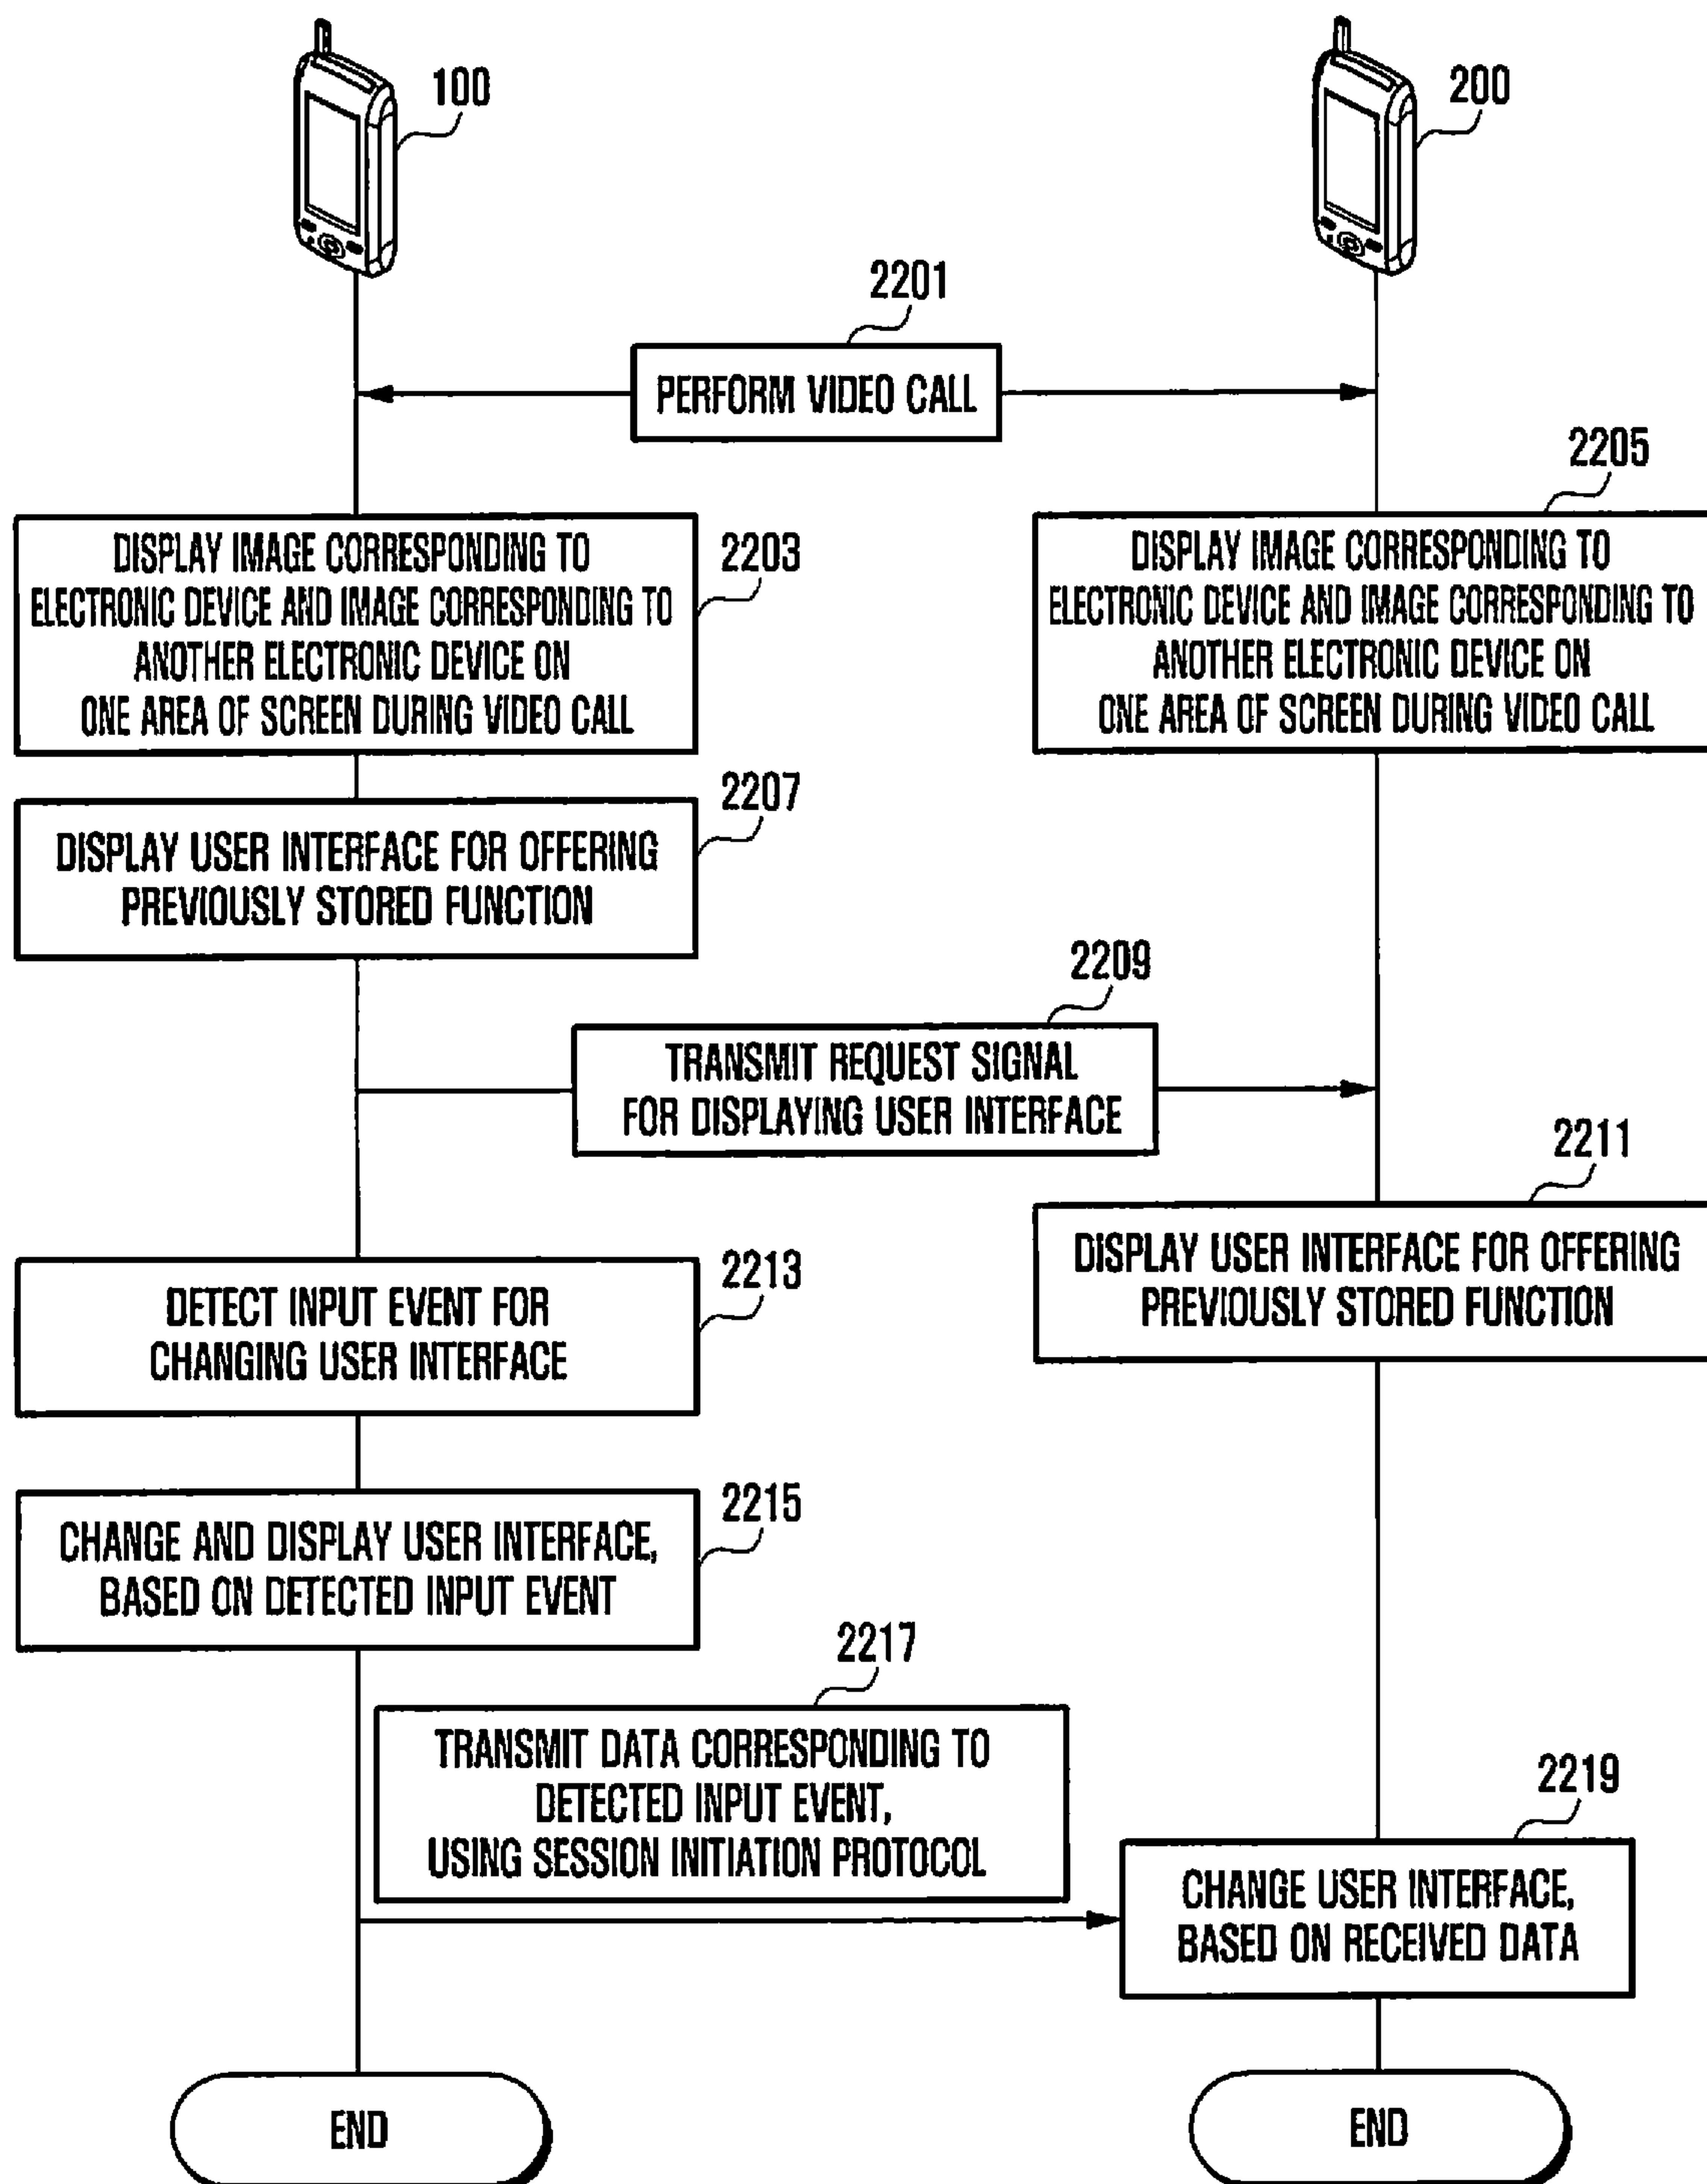 100
200
2201
PERFORM VIDEO CALL
2205
DISPLAY IMAGE CORRESPONDING TO
ELECTRONIC DEVICE AND IMAGE CORRESPONDING TO
ANOTHER ELECTRONIC DEVICE ON
ONE AREA OF SCREEN DURING VIDEO CALL
2203
DISPLAY IMAGE CORRESPONDING TO
ELECTRONIC DEVICE AND IMAGE CORRESPONDING TO
ANOTHER ELECTRONIC DEVICE ON
ONE AREA OF SCREEN DURING VIDEO CALL
2207
DISPLAY USER INTERFACE FOR OFFERING
PREVIOUSLY STORED FUNCTION
2209
TRANSMIT REQUEST SIGNAL
FOR DISPLAYING USER INTERFACE
2211
DISPLAY USER INTERFACE FOR OFFERING
PREVIOUSLY STORED FUNCTION
2213
DETECT INPUT EVENT FOR
CHANGING USER INTERFACE
2215
CHANGE AND DISPLAY USER INTERFACE,
BASED ON DETECTED INPUT EVENT
2217
TRANSMIT DATA CORRESPONDING TO
DETECTED INPUT EVENT,
USING SESSION INITIATION PROTOCOL
2219
CHANGE USER INTERFACE,
BASED ON RECEIVED DATA
END
END